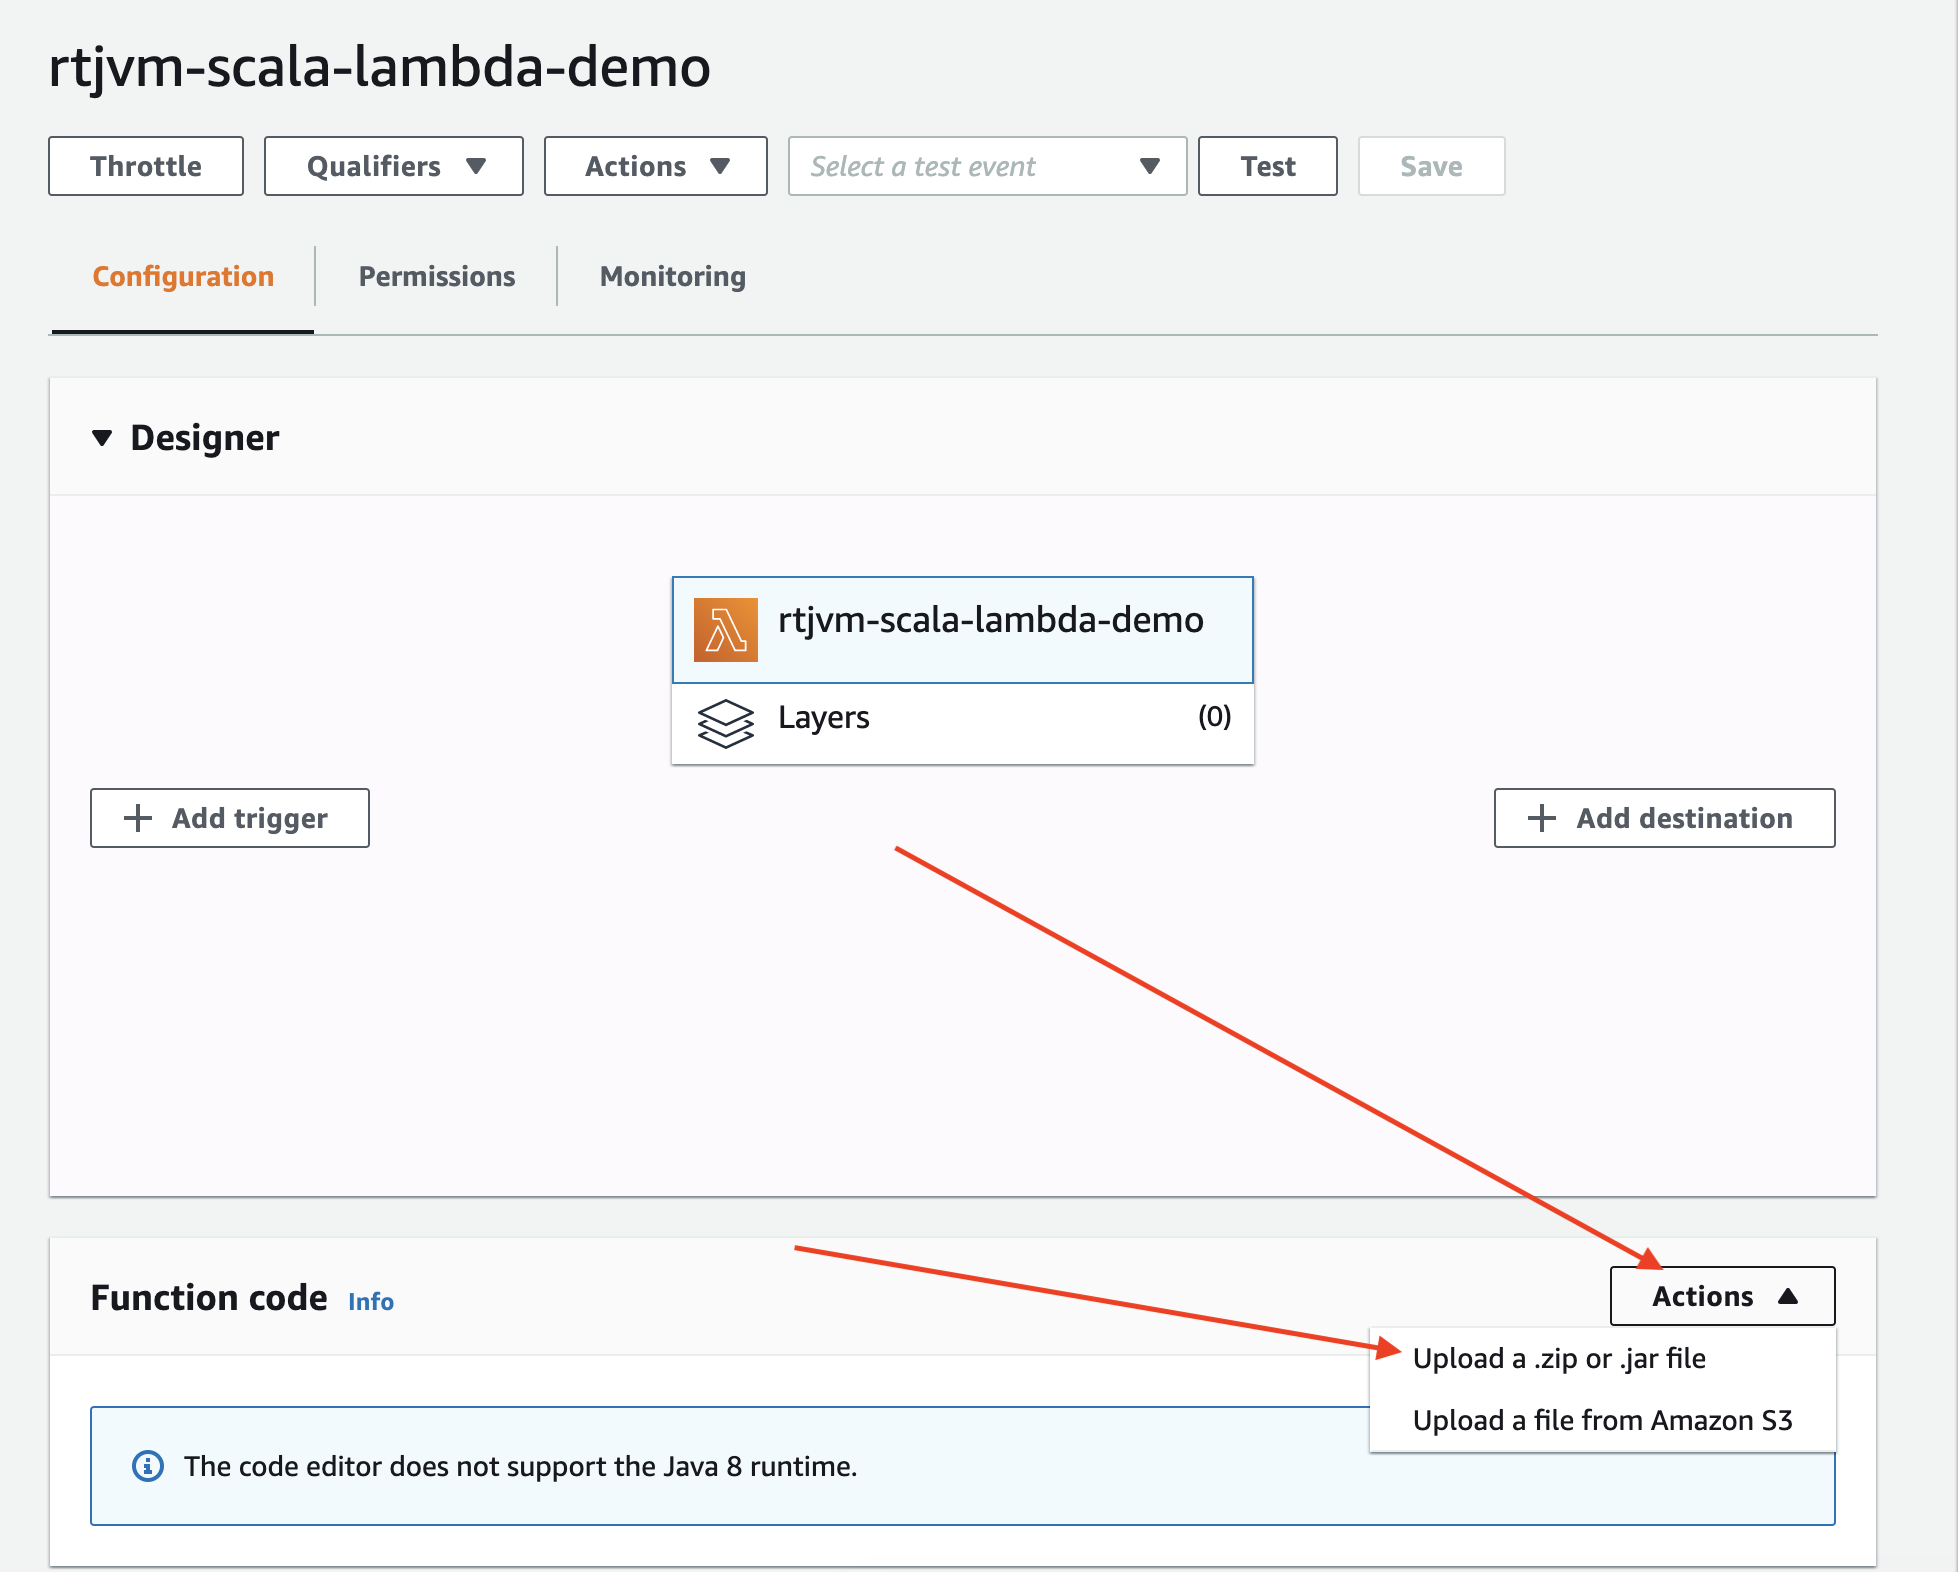 rtjvm-scala-lambda-demo
Throttle Qualifiers Actions Select a test event Test Save
Configuration Permissions Monitoring
Designer
rtjvm-scala-lambda-demo
Layers (0)
Add trigger Add destination
Function code Info Actions
Upload a .zip or .jar file
Upload a file from Amazon S3
The code editor does not support the Java 8 runtime.